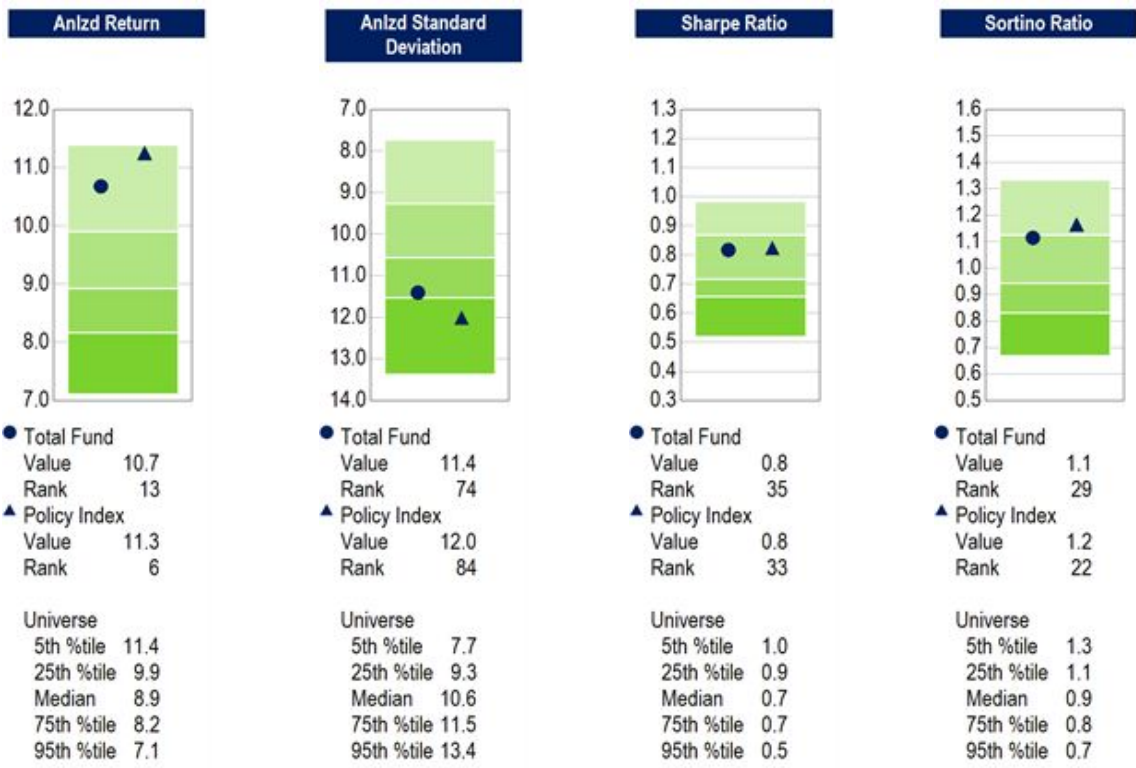 Anlzd Return
12.0
11.0
10.0
9.0
8.0
7.0
Total Fund
Value 10.7
Rank 13
Policy Index
Value 11.3
Rank 6
Universe
5th %tile 11.4
25th %tile 9.9
Median 8.9
75th %tile 8.2
95th %tile 7.1
Anlzd Standard
Deviation
7.0
8.0
9.0
10.0
11.0
12.0
13.0
14.0
Total Fund
Value 11.4
Rank 74
Policy Index
Value 12.0
Rank 84
Universe
5th %tile 7.7
25th %tile 9.3
Median 10.6
75th %tile 11.5
95th %tile 13.4
Sharpe Ratio
1.3
1.2
1.1
1.0
0.9
0.8
0.7
0.6
0.5
0.4
0.3
Total Fund
Value 0.8
Rank 35
Policy Index
Value 0.8
Rank 33
Universe
5th %tile 1.0
25th %tile 0.9
Median 0.7
75th %tile 0.7
95th %tile 0.5
Sortino Ratio
1.6
1.5
1.4
1.3
1.2
1.1
1.0
0.9
0.8
0.7
0.6
0.5
Total Fund
Value 1.1
Rank 29
Policy Index
Value 1.2
Rank 22
Universe
5th %tile 1.3
25th %tile 1.1
Median 0.9
75th %tile 0.8
95th %tile 0.7